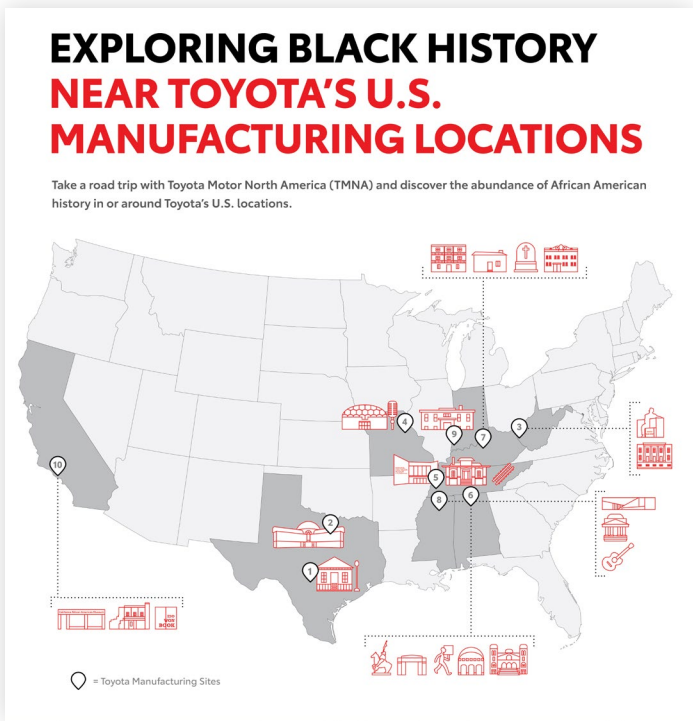 EXPLORING BLACK HISTORY
NEAR TOYOTA'S U.S.
MANUFACTURING LOCATIONS
Take a road trip with Toyota Motor North America (TMNA) and discover the abundance of African American
history in or around Toyota's U.S. locations.
4
9
7
3
10
5
8
6
2
1
BOOK
= Toyota Manufacturing Sites